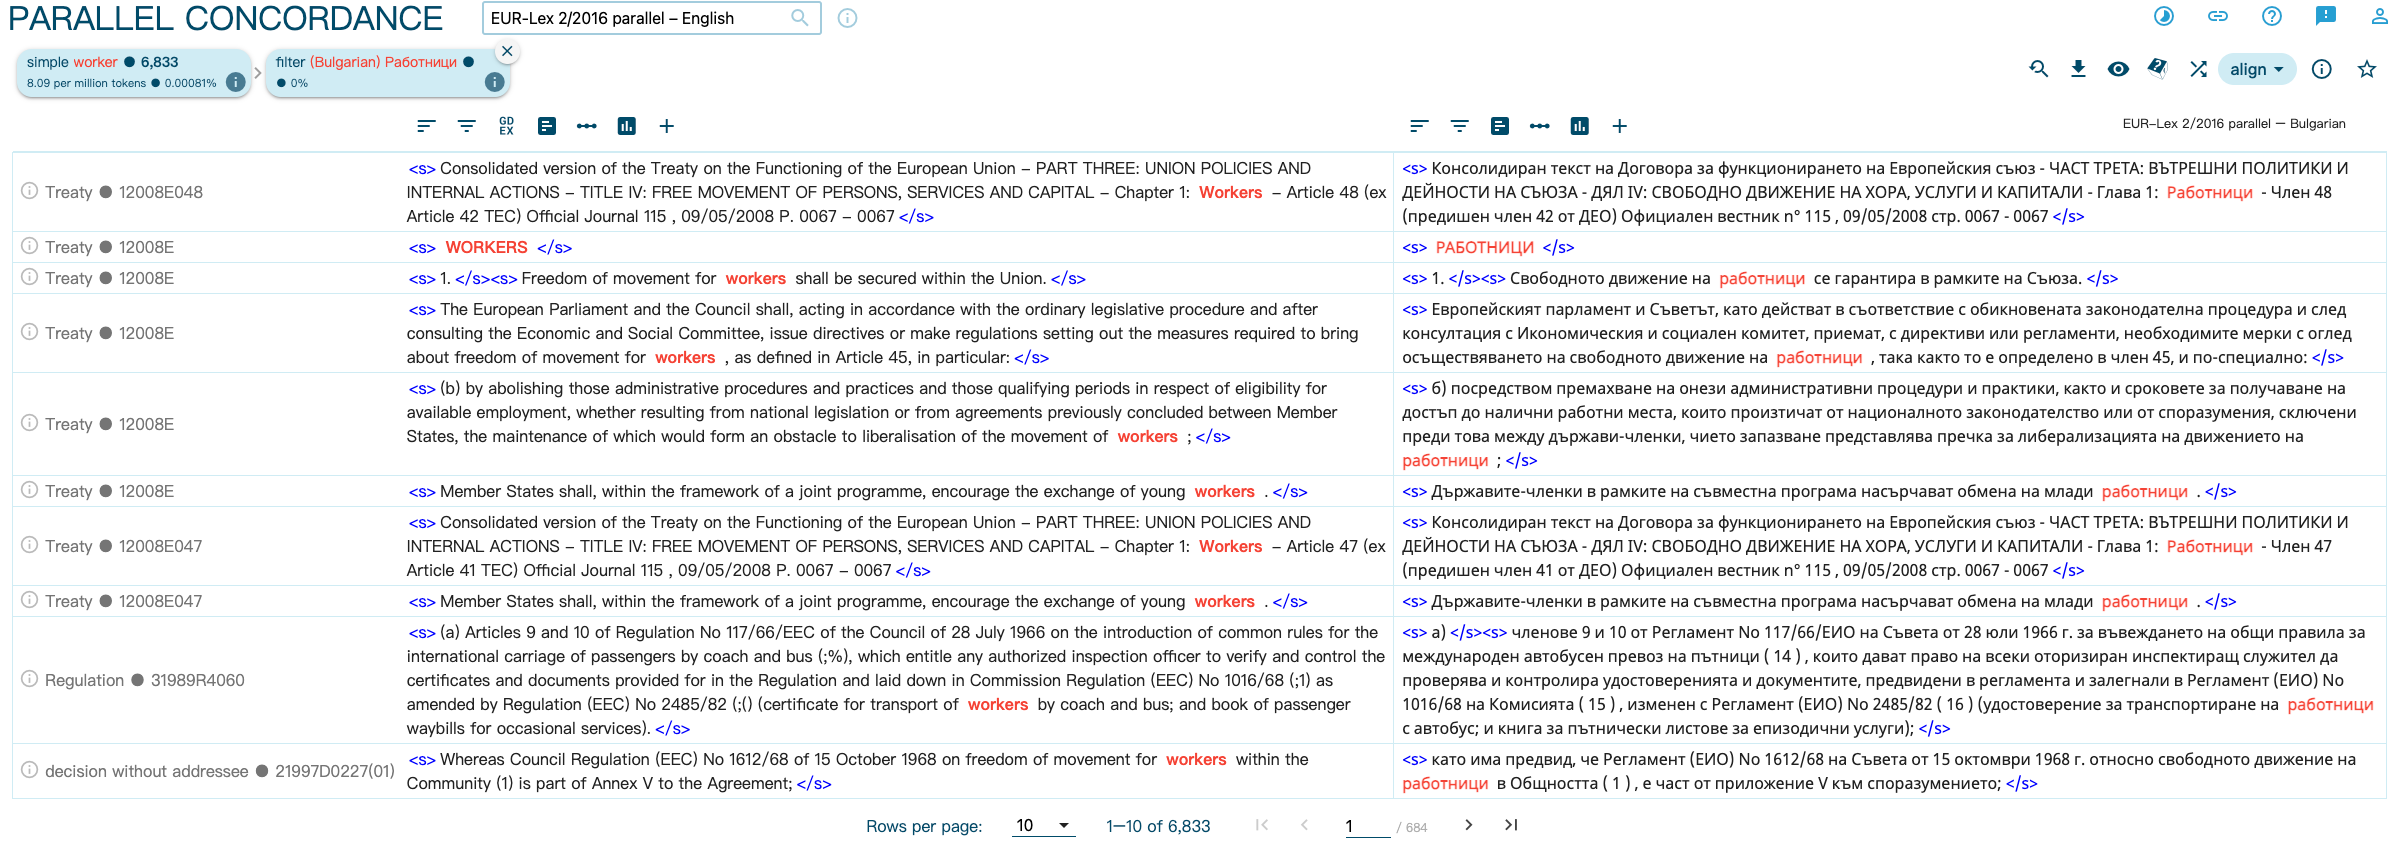 PARALLEL CONCORDANCE
EUR-Lex 2/2016 parallel – English
simple worker ● 6,833
8.09 per million tokens ● 0.00081%
filter (Bulgarian) Работници ●
● 0%
align
GD
EX
EUR-Lex 2/2016 parallel — Bulgarian
Treaty ● 12008E048
<s> Consolidated version of the Treaty on the Functioning of the European Union – PART THREE: UNION POLICIES AND
INTERNAL ACTIONS – TITLE IV: FREE MOVEMENT OF PERSONS, SERVICES AND CAPITAL – Chapter 1: Workers – Article 48 (ex
Article 42 TEC) Official Journal 115 , 09/05/2008 P. 0067 – 0067 </s>
<s> Консолидиран текст на Договора за функционирането на Европейския съюз - ЧАСТ ТРЕТА: ВЪТРЕШНИ ПОЛИТИКИ И
ДЕЙНОСТИ НА СЪЮЗА - ДЯЛ IV: СВОБОДНО ДВИЖЕНИЕ НА ХОРА, УСЛУГИ И КАПИТАЛИ - Глава 1: Работници - Член 48
(предишен член 42 от ДЕО) Официален вестник n° 115 , 09/05/2008 стр. 0067 - 0067 </s>
Treaty ● 12008E
<s> WORKERS </s>
<s> РАБОТНИЦИ </s>
Treaty ● 12008E
<s> 1. </s><s> Freedom of movement for workers shall be secured within the Union. </s>
<s> 1. </s><s> Свободното движение на работници се гарантира в рамките на Съюза. </s>
Treaty ● 12008E
<s> The European Parliament and the Council shall, acting in accordance with the ordinary legislative procedure and after
consulting the Economic and Social Committee, issue directives or make regulations setting out the measures required to bring
about freedom of movement for workers , as defined in Article 45, in particular: </s>
<s> Европейският парламент и Съветът, като действат в съответствие с обикновената законодателна процедура и след
консултация с Икономическия и социален комитет, приемат, с директиви или регламенти, необходимите мерки с оглед
осъществяването на свободното движение на работници , така както то е определено в член 45, и по-специално: </s>
Treaty ● 12008E
<s> (b) by abolishing those administrative procedures and practices and those qualifying periods in respect of eligibility for
available employment, whether resulting from national legislation or from agreements previously concluded between Member
States, the maintenance of which would form an obstacle to liberalisation of the movement of workers ; </s>
<s> б) посредством премахване на онези административни процедури и практики, както и сроковете за получаване на
достъп до налични работни места, които произтичат от националното законодателство или от споразумения, сключени
преди това между държави-членки, чието запазване представлява пречка за либерализацията на движението на
работници ; </s>
Treaty ● 12008E
<s> Member States shall, within the framework of a joint programme, encourage the exchange of young workers . </s>
<s> Държавите-членки в рамките на съвместна програма насърчават обмена на млади работници . </s>
Treaty ● 12008E047
<s> Consolidated version of the Treaty on the Functioning of the European Union – PART THREE: UNION POLICIES AND
INTERNAL ACTIONS – TITLE IV: FREE MOVEMENT OF PERSONS, SERVICES AND CAPITAL – Chapter 1: Workers – Article 47 (ex
Article 41 TEC) Official Journal 115 , 09/05/2008 P. 0067 – 0067 </s>
<s> Консолидиран текст на Договора за функционирането на Европейския съюз - ЧАСТ ТРЕТА: ВЪТРЕШНИ ПОЛИТИКИ И
ДЕЙНОСТИ НА СЪЮЗА - ДЯЛ IV: СВОБОДНО ДВИЖЕНИЕ НА ХОРА, УСЛУГИ И КАПИТАЛИ - Глава 1: Работници - Член 47
(предишен член 41 от ДЕО) Официален вестник n° 115 , 09/05/2008 стр. 0067 - 0067 </s>
Treaty ● 12008E047
<s> Member States shall, within the framework of a joint programme, encourage the exchange of young workers . </s>
<s> Държавите-членки в рамките на съвместна програма насърчават обмена на млади работници . </s>
Regulation ● 31989R4060
<s> (a) Articles 9 and 10 of Regulation No 117/66/EEC of the Council of 28 July 1966 on the introduction of common rules for the
international carriage of passengers by coach and bus (;%), which entitle any authorized inspection officer to verify and control the
certificates and documents provided for in the Regulation and laid down in Commission Regulation (EEC) No 1016/68 (;1) as
amended by Regulation (EEC) No 2485/82 (;() (certificate for transport of workers by coach and bus; and book of passenger
waybills for occasional services). </s>
<s> а) </s><s> членове 9 и 10 от Регламент No 117/66/ЕИО на Съвета от 28 юли 1966 г. за въвеждането на общи правила за
международен автобусен превоз на пътници ( 14 ) , които дават право на всеки оторизиран инспектиращ служител да
проверява и контролира удостоверенията и документите, предвидени в регламента и залегнали в Регламент (ЕИО) No
1016/68 на Комисията ( 15 ) , изменен с Регламент (ЕИО) No 2485/82 ( 16 ) (удостоверение за транспортиране на работници
с автобус; и книга за пътнически листове за епизодични услуги); </s>
decision without addressee ● 21997D0227(01)
<s> Whereas Council Regulation (EEC) No 1612/68 of 15 October 1968 on freedom of movement for workers within the
Community (1) is part of Annex V to the Agreement; </s>
<s> като има предвид, че Регламент (ЕИО) No 1612/68 на Съвета от 15 октомври 1968 г. относно свободното движение на
работници в Общността ( 1 ) , е част от приложение V към споразумението; </s>
Rows per page: 10 1—10 of 6,833 1 / 684